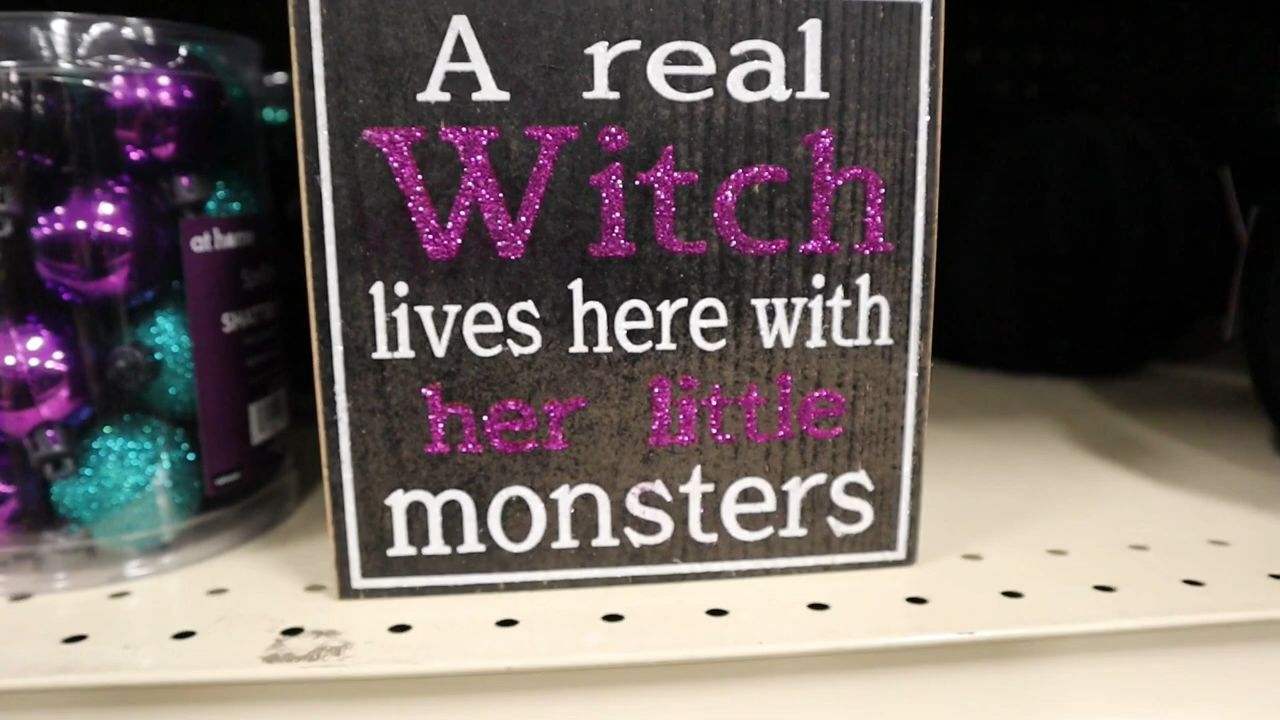 A real
Witch
lives here with
her little
monsters
at home